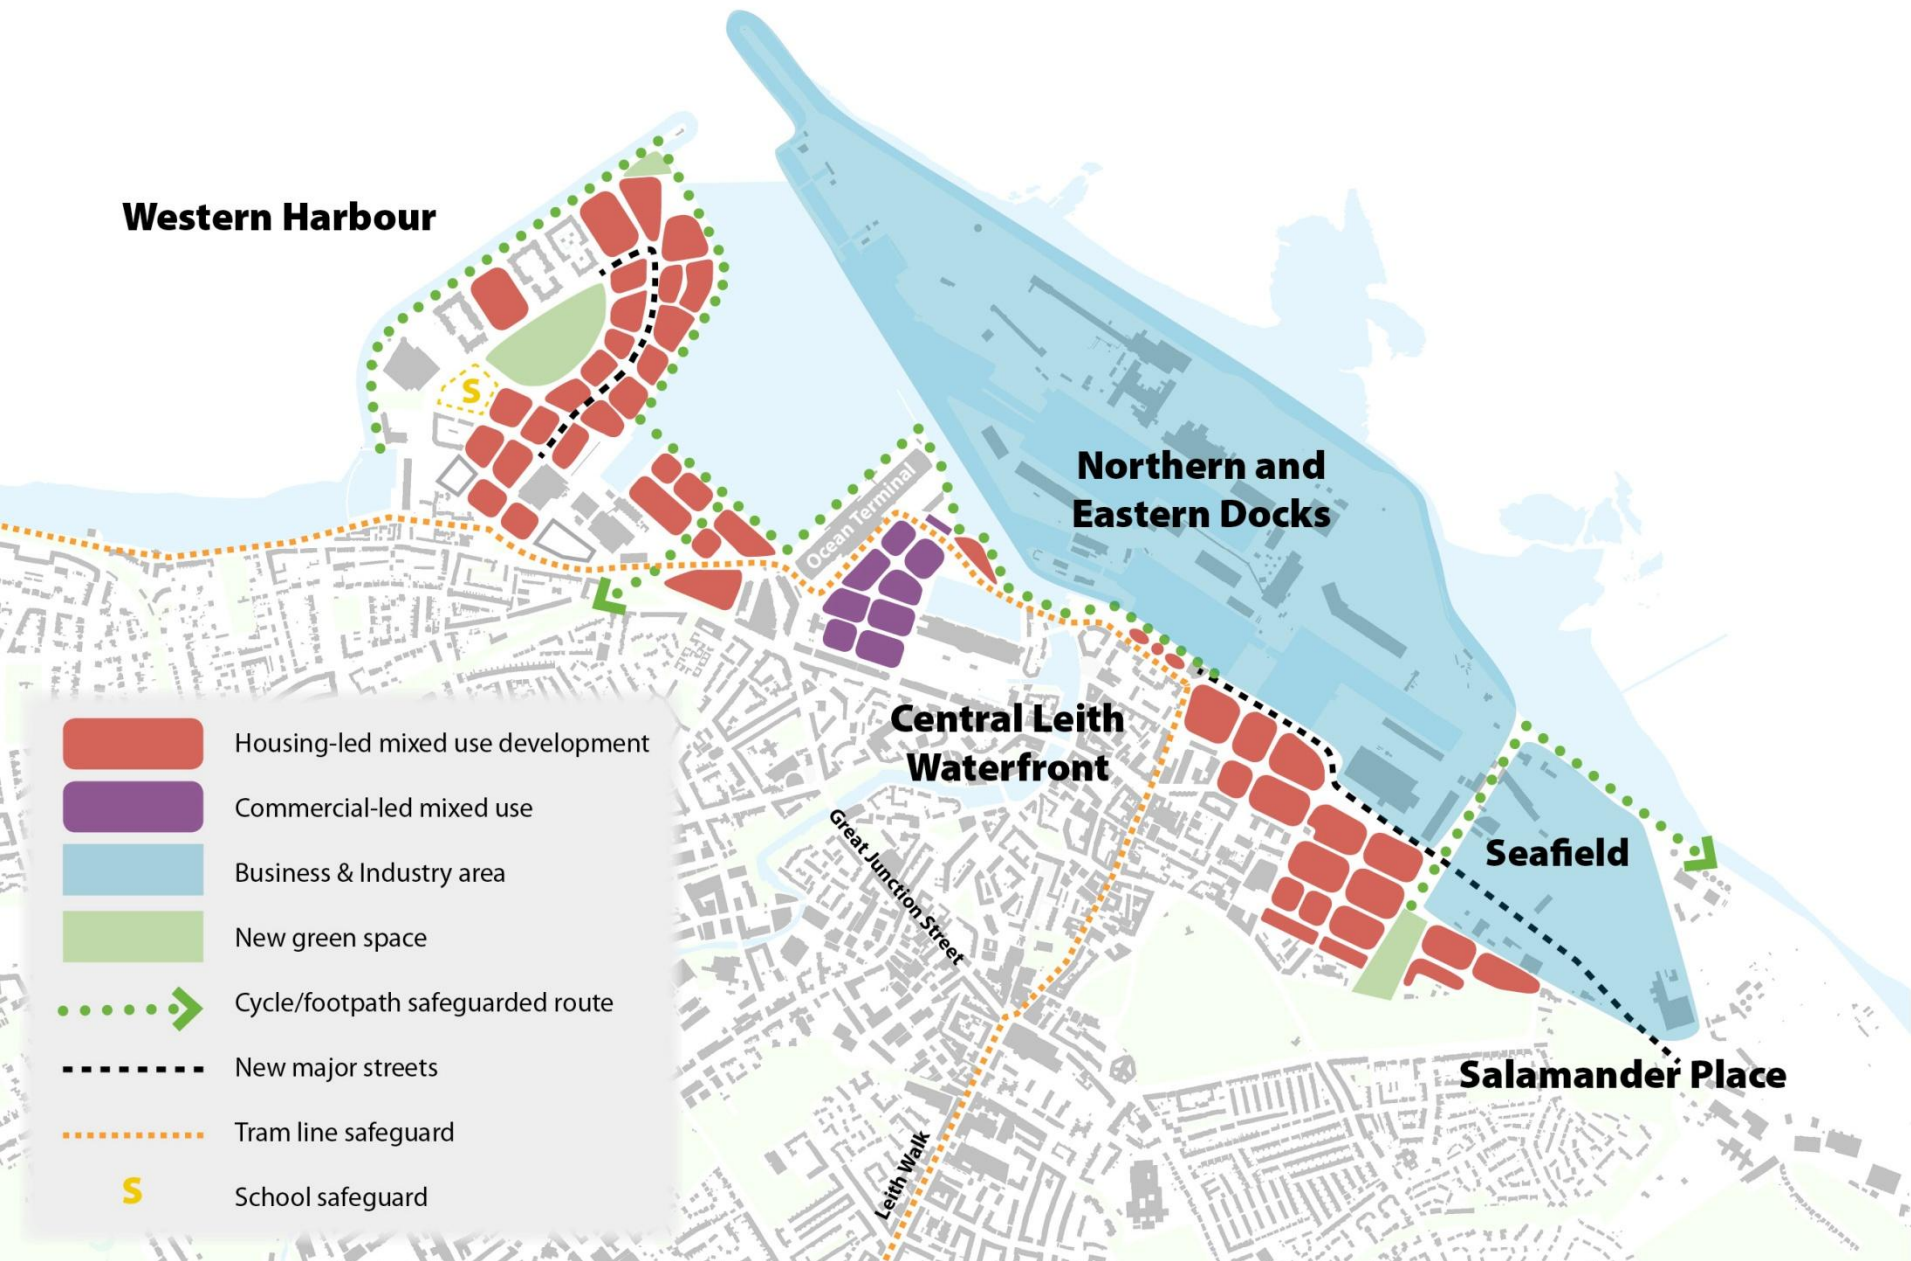 Western Harbour
Ocean Terminal
Northern and
Eastern Docks
Central Leith
Waterfront
Great Junction Street
Seafield
Salamander Place
Leith Walk
Housing-led mixed use development
Commercial-led mixed use
Business & Industry area
New green space
Cycle/footpath safeguarded route
New major streets
Tram line safeguard
S
School safeguard
S